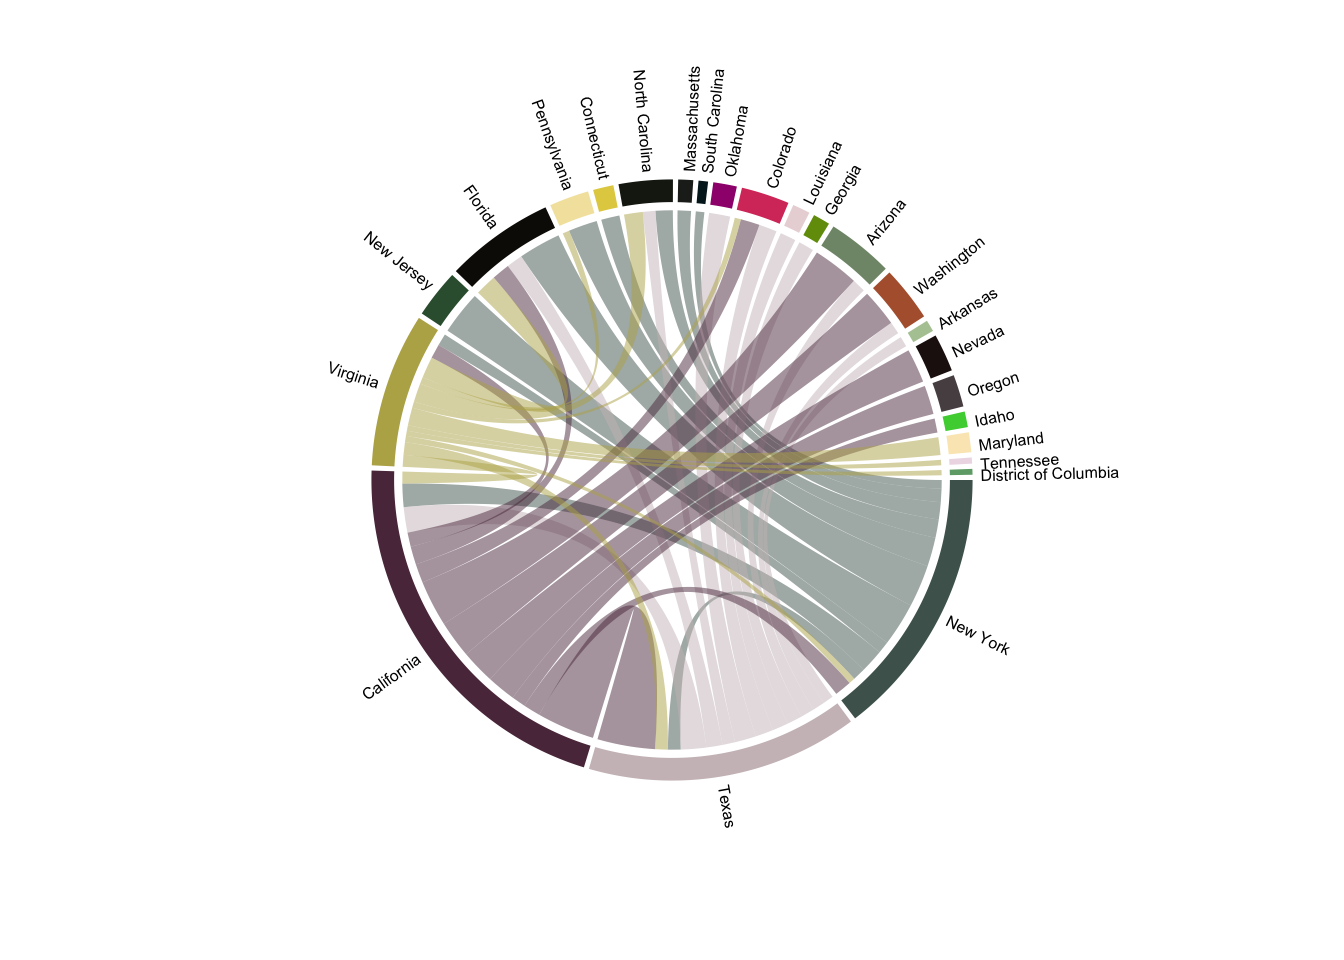 Massachusetts
South Carolina
Oklahoma
Colorado
Louisiana
Georgia
Arizona
Washington
Arkansas
Nevada
Oregon
Idaho
Maryland
Tennessee
District of Columbia
New York
Texas
California
Virginia
New Jersey
Florida
Pennsylvania
Connecticut
North Carolina